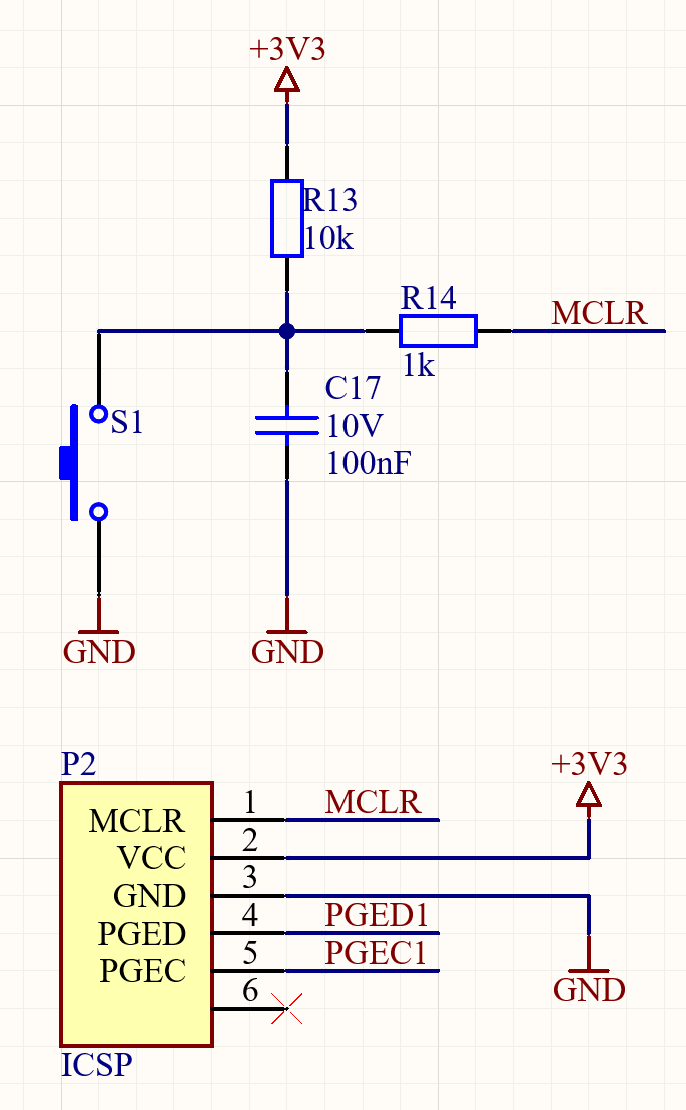 +3V3
R13
10k
R14
MCLR
1k
C17
10V
100nF
S1
GND
GND
P2
+3V3
1
MCLR
MCLR
2
VCC
3
GND
4
PGED1
PGED
5
PGEC1
PGEC
6
GND
ICSP